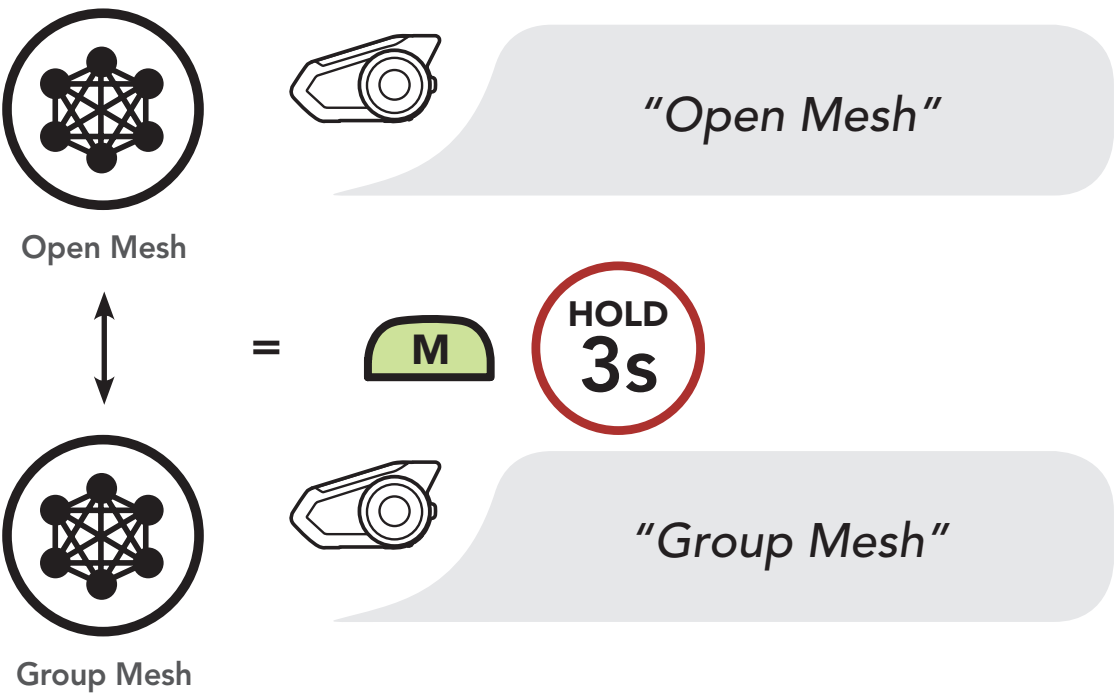 “Open Mesh”
Open Mesh
=
M
HOLD
3s
“Group Mesh”
Group Mesh